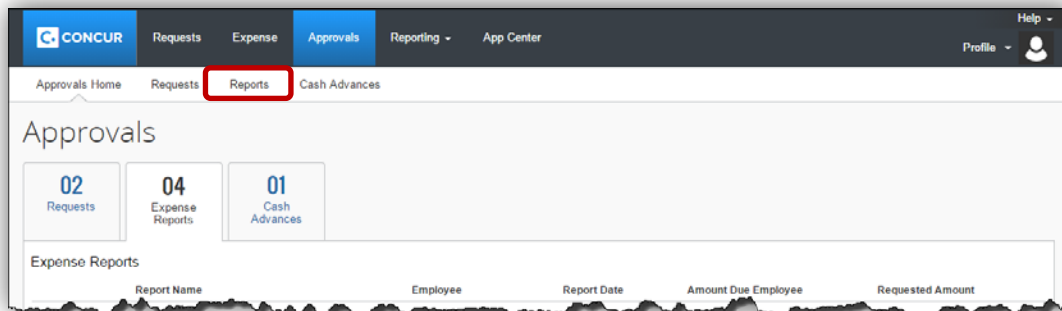 Help
C. CONCUR Requests Expense Approvals Reporting App Center Profile
Approvals Home Requests Reports Cash Advances
Approvals
02 Requests
04 Expense Reports
01 Cash Advances
Expense Reports
Report Name Employee Report Date Amount Due Employee Requested Amount